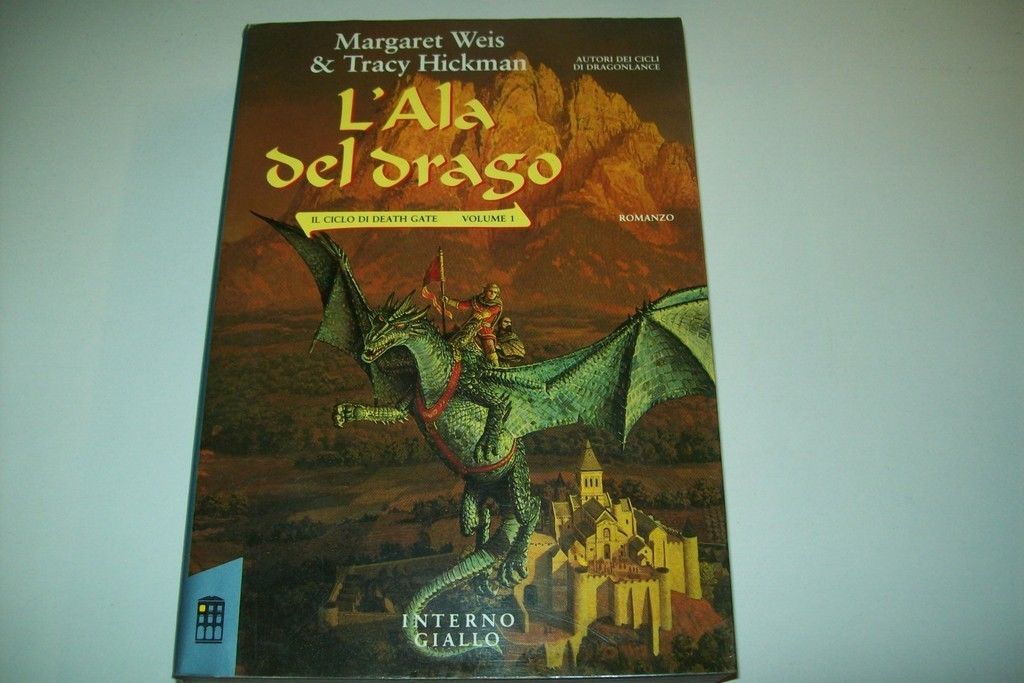 Margaret Weis
& Tracy Hickman
AUTORI DEI CICLI
DI DRAGONLANCE
L'Ala
del drago
IL CICLO DI DEATH GATE VOLUME 1
ROMANZO
INTERNO
GIALLO